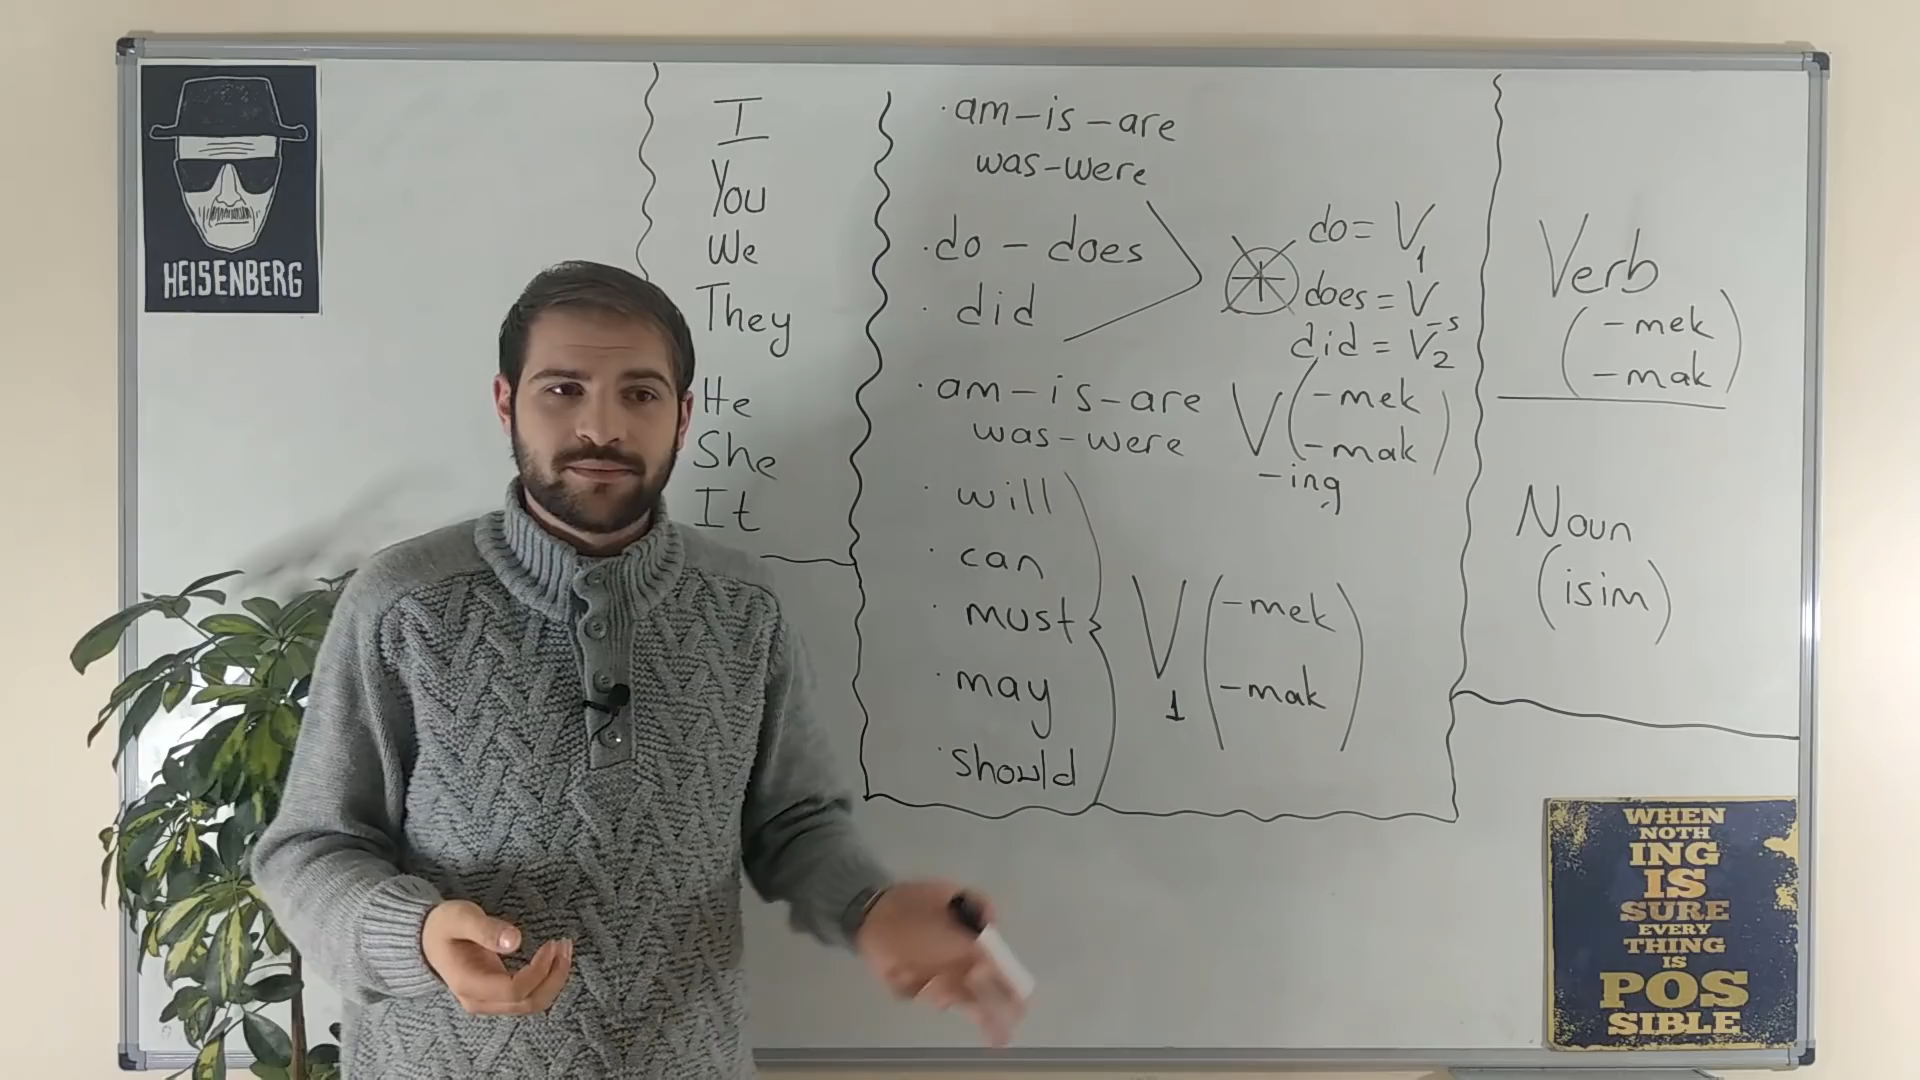 HEISENBERG
I
You
We
They
He
She
It
·am-is-are
was-were
·do - does
· did
+
do = V1
does = V-s
did = V2
·am-is-are
was-were
V (-mek
-mak)
-ing
· will
· can
· must
· may
· should
V1 (-mek
-mak)
Verb
(-mek
-mak)
Noun
(isim)
WHEN
NOTH
ING
IS
SURE
EVERY
THING
IS
POS
SIBLE